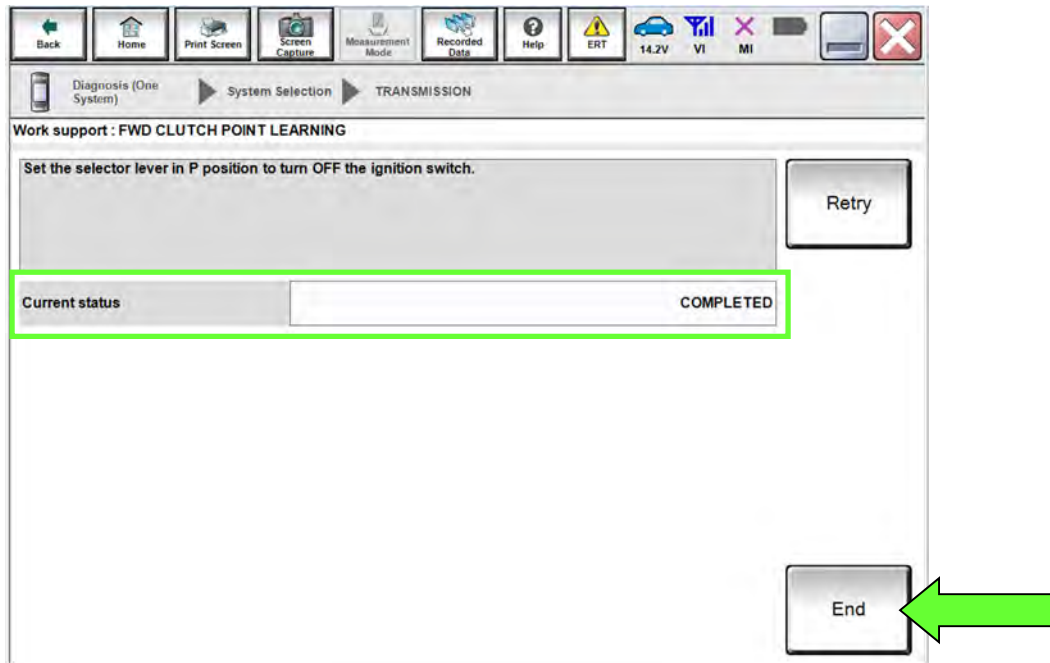 Back
Home
Print Screen
Screen
Capture
Measurement
Mode
Recorded
Data
Help
ERT
14.2V
VI
MI
Diagnosis (One
System)
System Selection
TRANSMISSION
Work support : FWD CLUTCH POINT LEARNING
Set the selector lever in P position to turn OFF the ignition switch.
Retry
Current status
COMPLETED
End